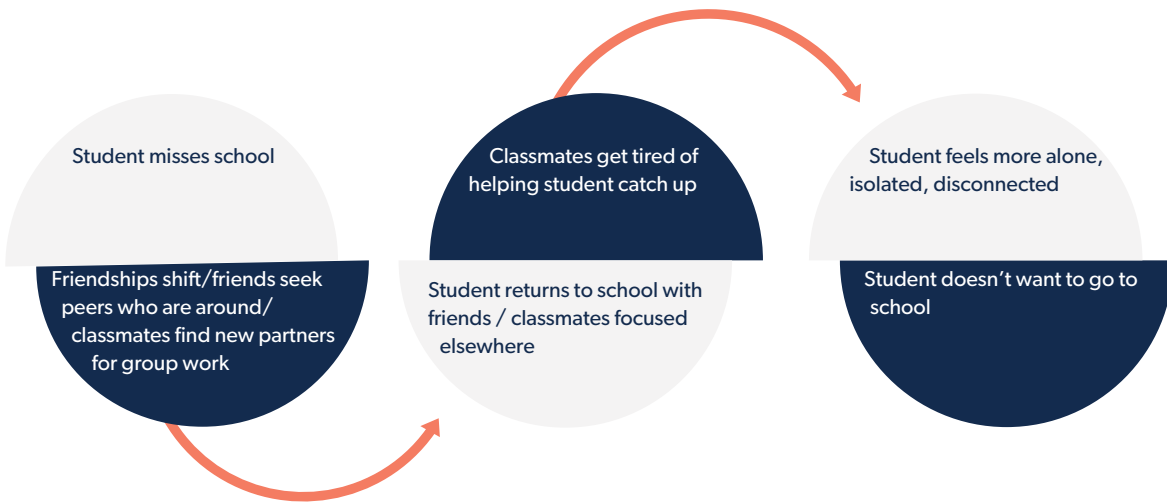 Student misses school
Friendships shift/friends seek
peers who are around/
classmates find new partners
for group work
Student returns to school with
friends / classmates focused
elsewhere
Classmates get tired of
helping student catch up
Student feels more alone,
isolated, disconnected
Student doesn’t want to go to
school